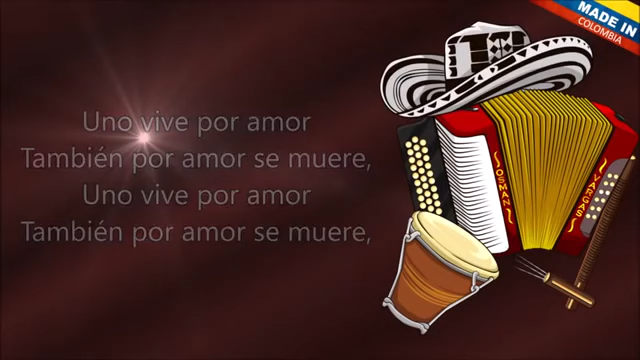 MADE IN
COLOMBIA
Uno vive por amor
También por amor se muere,
Uno vive por amor
También por amor se muere,
OSMAN
VARGAS